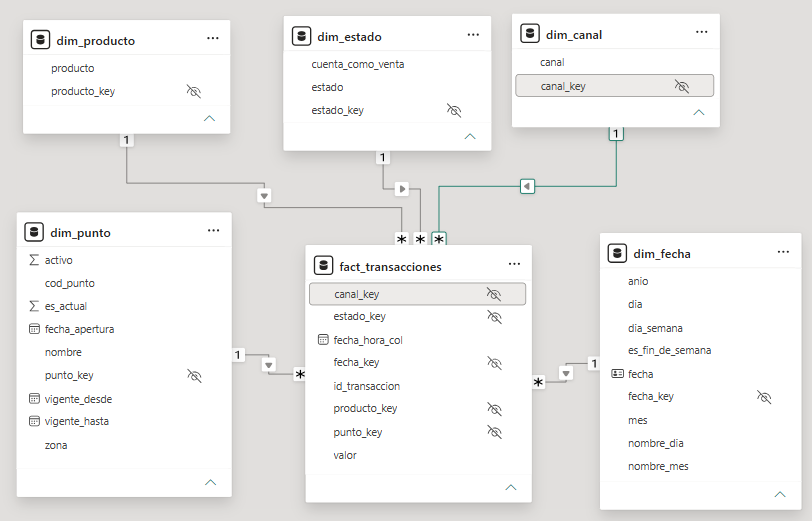 dim_producto
producto
producto_key
dim_estado
cuenta_como_venta
estado
estado_key
dim_canal
canal
canal_key
1
1
1
*
*
*
dim_punto
activo
cod_punto
es_actual
fecha_apertura
nombre
punto_key
vigente_desde
vigente_hasta
zona
1
*
fact_transacciones
canal_key
estado_key
fecha_hora_col
fecha_key
id_transaccion
producto_key
punto_key
valor
*
1
dim_fecha
anio
dia
dia_semana
es_fin_de_semana
fecha
fecha_key
mes
nombre_dia
nombre_mes